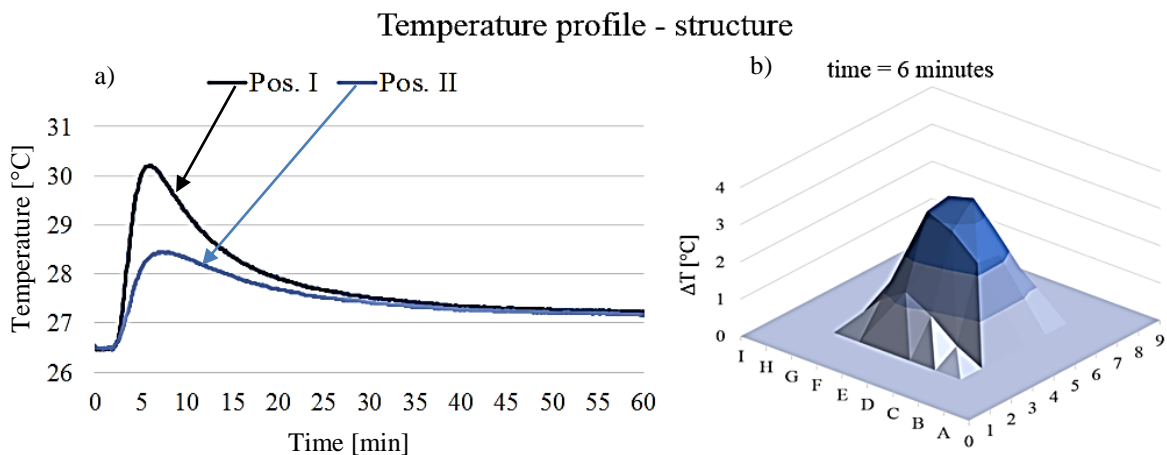 Temperature profile - structure
a)
Pos. I
Pos. II
Temperature [°C]
31
30
29
28
27
26
0 5 10 15 20 25 30 35 40 45 50 55 60
Time [min]
b)
time = 6 minutes
ΔT [°C]
4
3
2
1
0
I H G F E D C B A
0 1 2 3 4 5 6 7 8 9